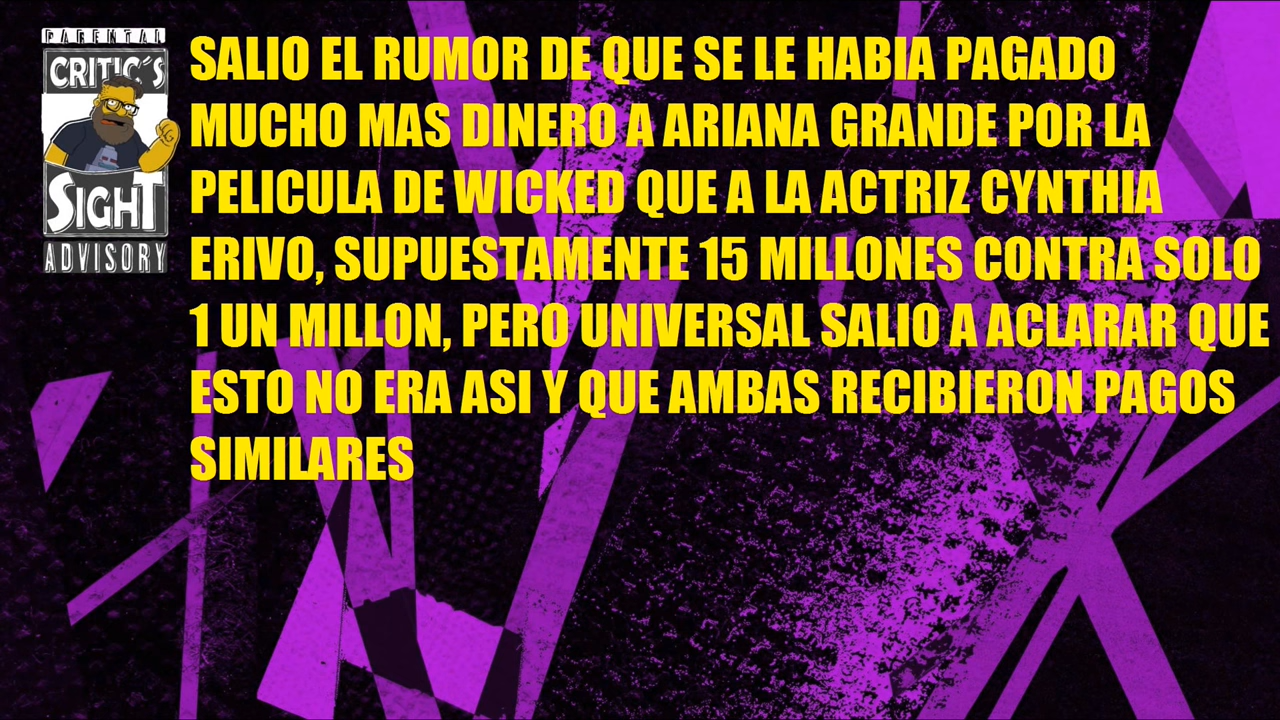 PARENTAL
CRITIC´S
SIGHT
ADVISORY
SALIO EL RUMOR DE QUE SE LE HABIA PAGADO
MUCHO MAS DINERO A ARIANA GRANDE POR LA
PELICULA DE WICKED QUE A LA ACTRIZ CYNTHIA
ERIVO, SUPUESTAMENTE 15 MILLONES CONTRA SOLO
1 UN MILLON, PERO UNIVERSAL SALIO A ACLARAR QUE
ESTO NO ERA ASI Y QUE AMBAS RECIBIERON PAGOS
SIMILARES